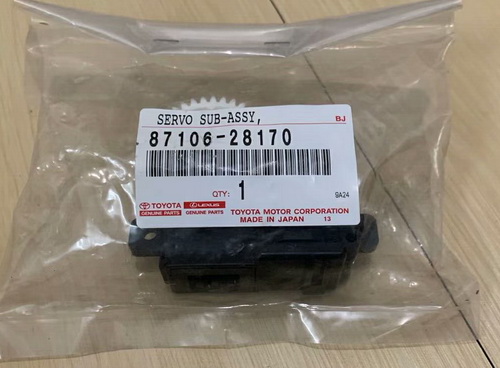 SERVO SUB-ASSY,
BJ
87106-28170
QTY: 1
9A24
TOYOTA LEXUS
GENUINE PARTS GENUINE PARTS
TOYOTA MOTOR CORPORATION
MADE IN JAPAN 13